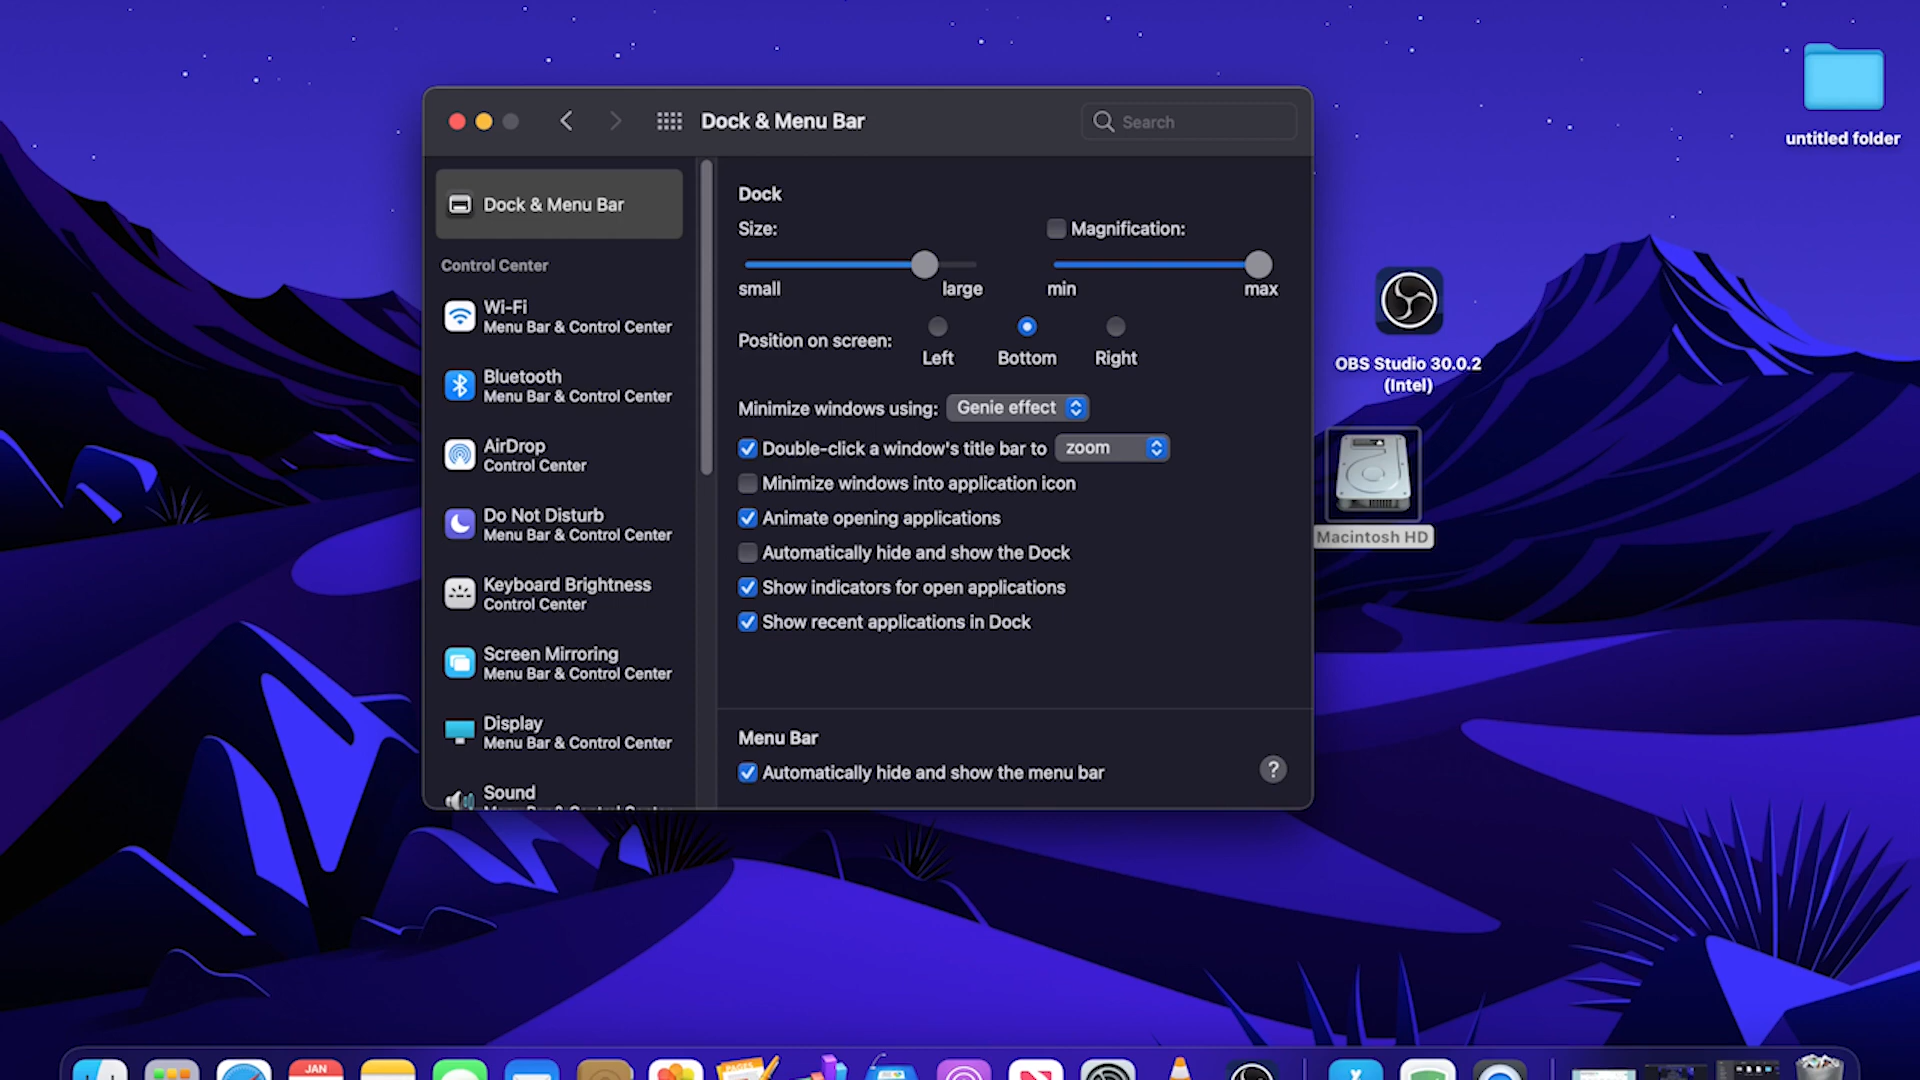 Dock & Menu Bar
Search
untitled folder
Dock & Menu Bar
Control Center
Wi-Fi
Menu Bar & Control Center
Bluetooth
Menu Bar & Control Center
AirDrop
Control Center
Do Not Disturb
Menu Bar & Control Center
Keyboard Brightness
Control Center
Screen Mirroring
Menu Bar & Control Center
Display
Menu Bar & Control Center
Sound
Dock
Size:
Magnification:
small
large
min
max
Position on screen:
Left
Bottom
Right
Minimize windows using:
Genie effect
Double-click a window's title bar to
zoom
Minimize windows into application icon
Animate opening applications
Automatically hide and show the Dock
Show indicators for open applications
Show recent applications in Dock
Menu Bar
Automatically hide and show the menu bar
?
OBS Studio 30.0.2
(Intel)
Macintosh HD
JAN
PAGES